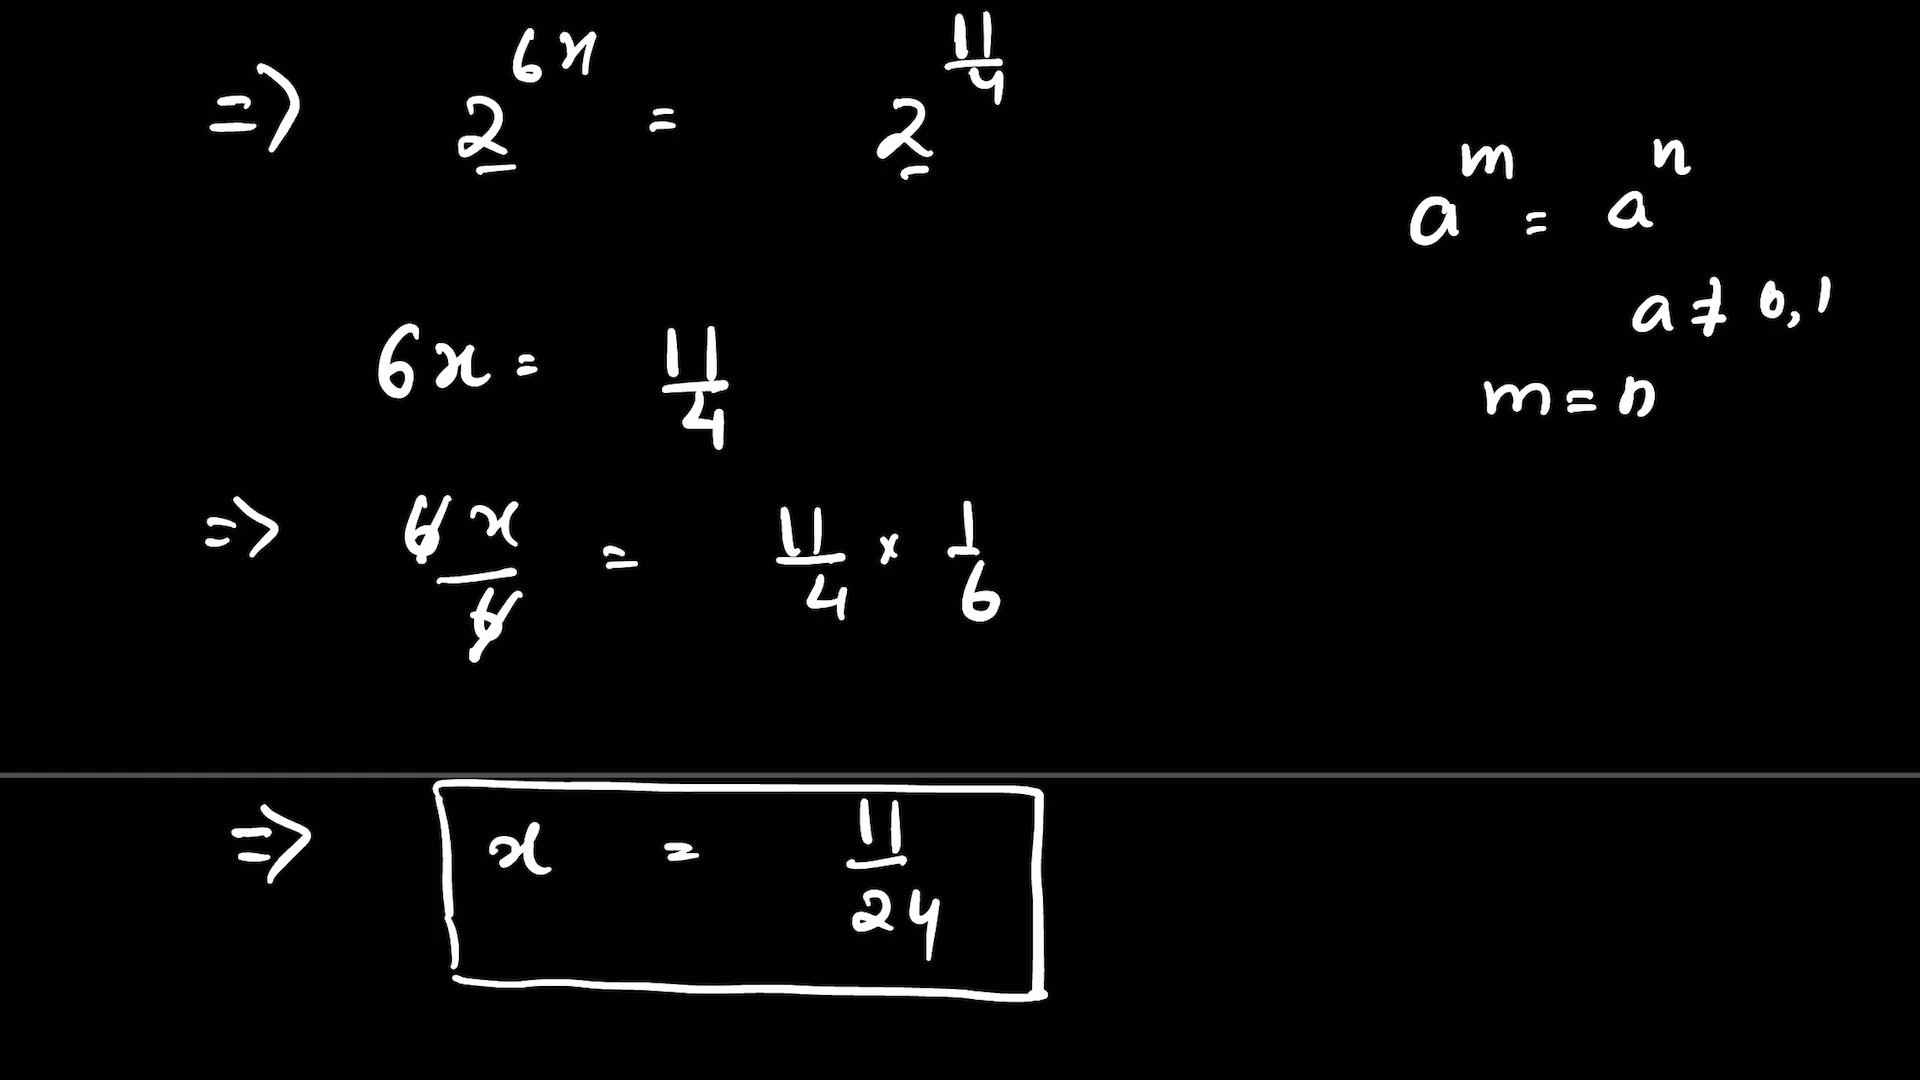 => 2^{6x} = 2^{11/4}
a^m = a^n
a ≠ 0, 1
6x = 11/4
m = n
=> 6x/6 = 11/4 × 1/6
=> x = 11/24